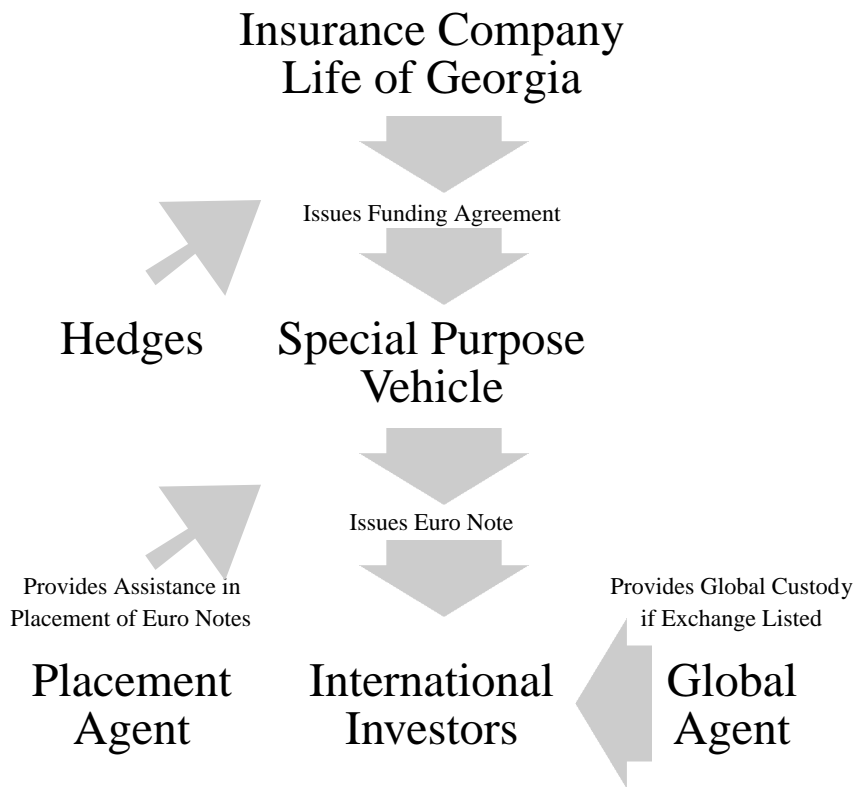 Insurance Company
Life of Georgia
Issues Funding Agreement
Hedges
Special Purpose
Vehicle
Issues Euro Note
Provides Assistance in
Placement of Euro Notes
Provides Global Custody
if Exchange Listed
Placement
Agent
International
Investors
Global
Agent